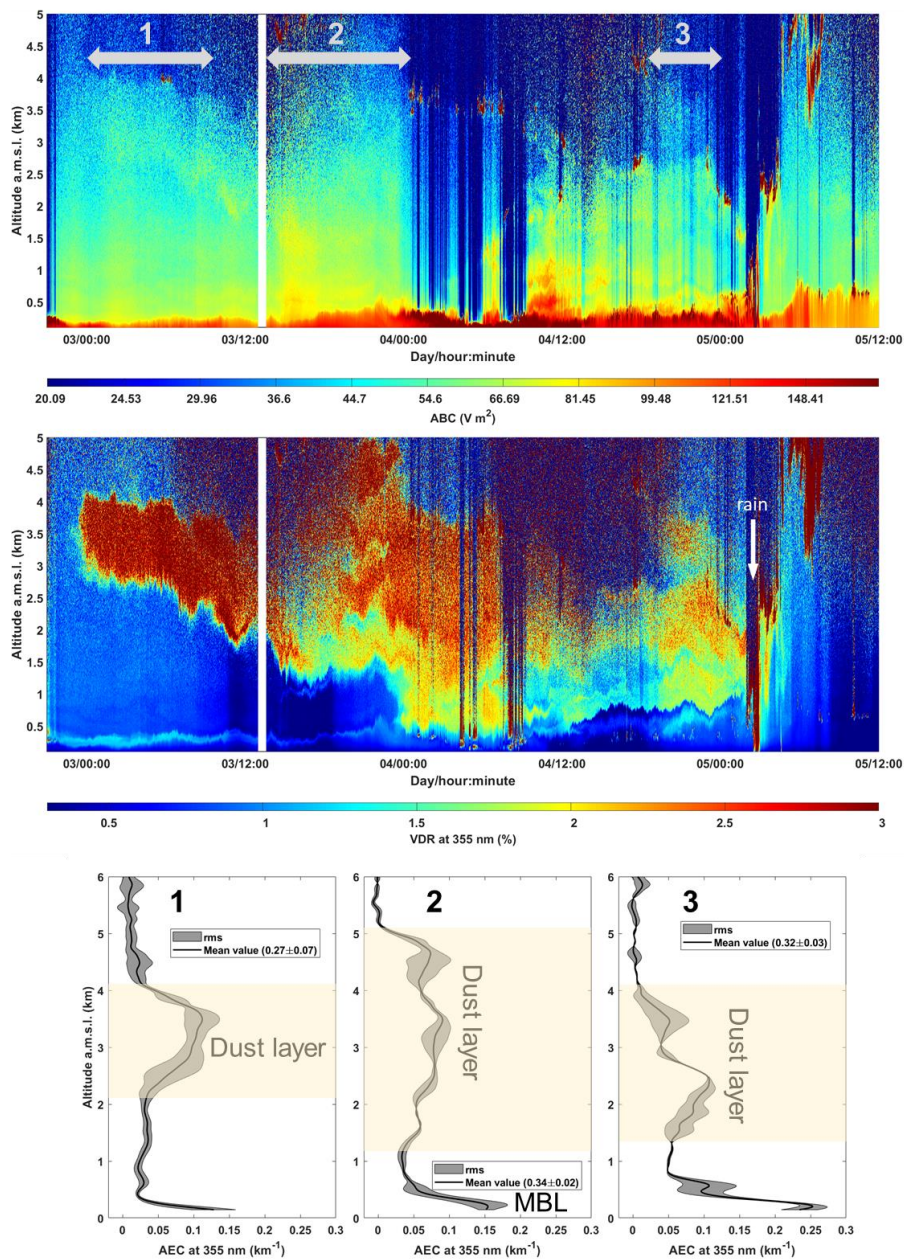 5
4.5
4
3.5
3
2.5
2
1.5
1
0.5
Altitude a.m.s.l. (km)
1
2
3
03/00:00 03/12:00 04/00:00 04/12:00 05/00:00 05/12:00
Day/hour:minute
20.09 24.53 29.96 36.6 44.7 54.6 66.69 81.45 99.48 121.51 148.41
ABC (V m²)
5
4.5
4
3.5
3
2.5
2
1.5
1
0.5
Altitude a.m.s.l. (km)
rain
03/00:00 03/12:00 04/00:00 04/12:00 05/00:00 05/12:00
Day/hour:minute
0.5 1 1.5 2 2.5 3
VDR at 355 nm (%)
6
5
4
3
2
1
0
Altitude a.m.s.l. (km)
1
rms
Mean value (0.27±0.07)
Dust layer
0 0.05 0.1 0.15 0.2 0.25 0.3
AEC at 355 nm (km⁻¹)
6
5
4
3
2
1
0
2
Dust layer
rms
Mean value (0.34±0.02)
MBL
0 0.05 0.1 0.15 0.2 0.25 0.3
AEC at 355 nm (km⁻¹)
6
5
4
3
2
1
0
3
rms
Mean value (0.32±0.03)
Dust layer
0 0.05 0.1 0.15 0.2 0.25 0.3
AEC at 355 nm (km⁻¹)